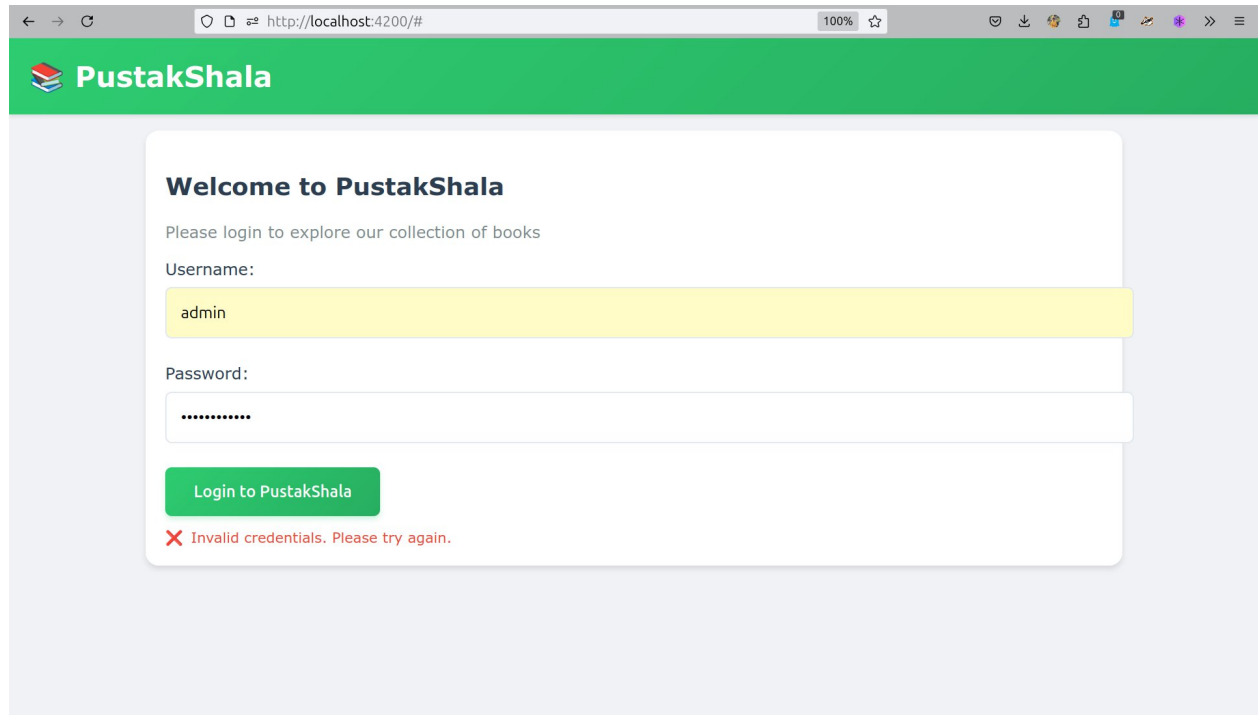 http://localhost:4200/#
100%
0
📚 PustakShala
Welcome to PustakShala
Please login to explore our collection of books
Username:
admin
Password:
••••••••••••
Login to PustakShala
❌ Invalid credentials. Please try again.